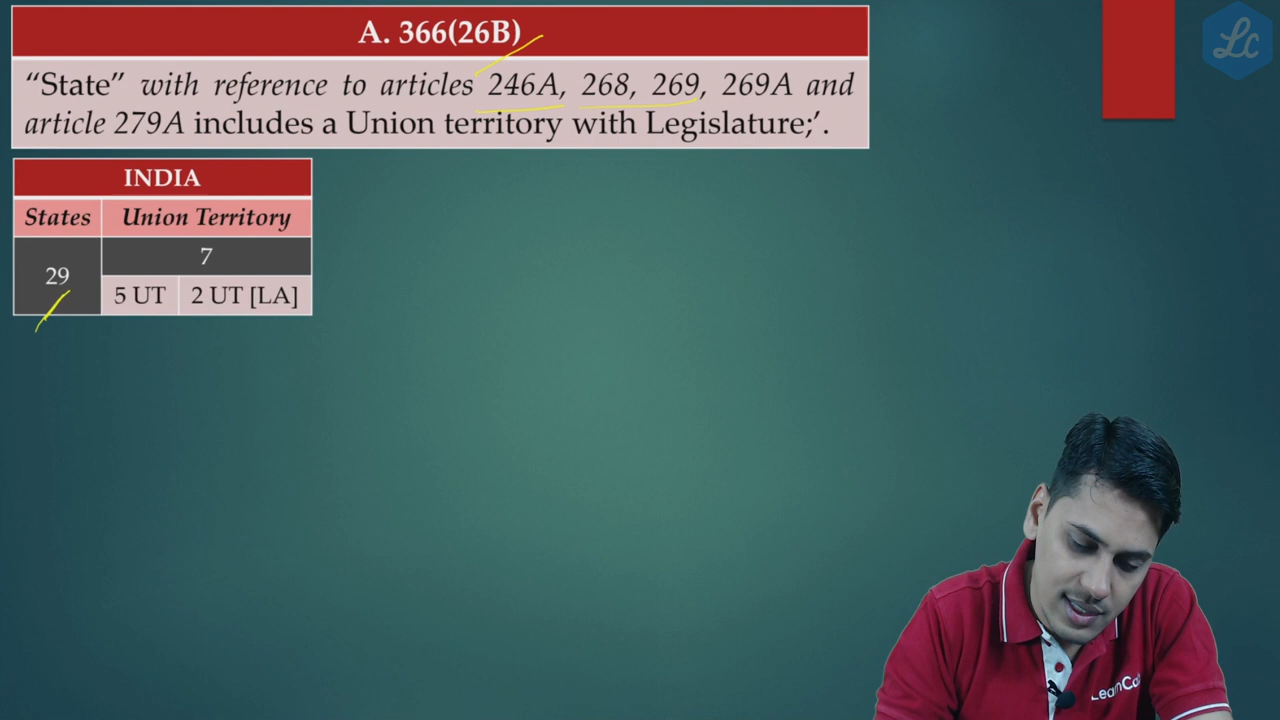 A. 366(26B)
“State” with reference to articles 246A, 268, 269, 269A and
article 279A includes a Union territory with Legislature;’.
INDIA
States Union Territory
29
7
5 UT 2 UT [LA]
Lc